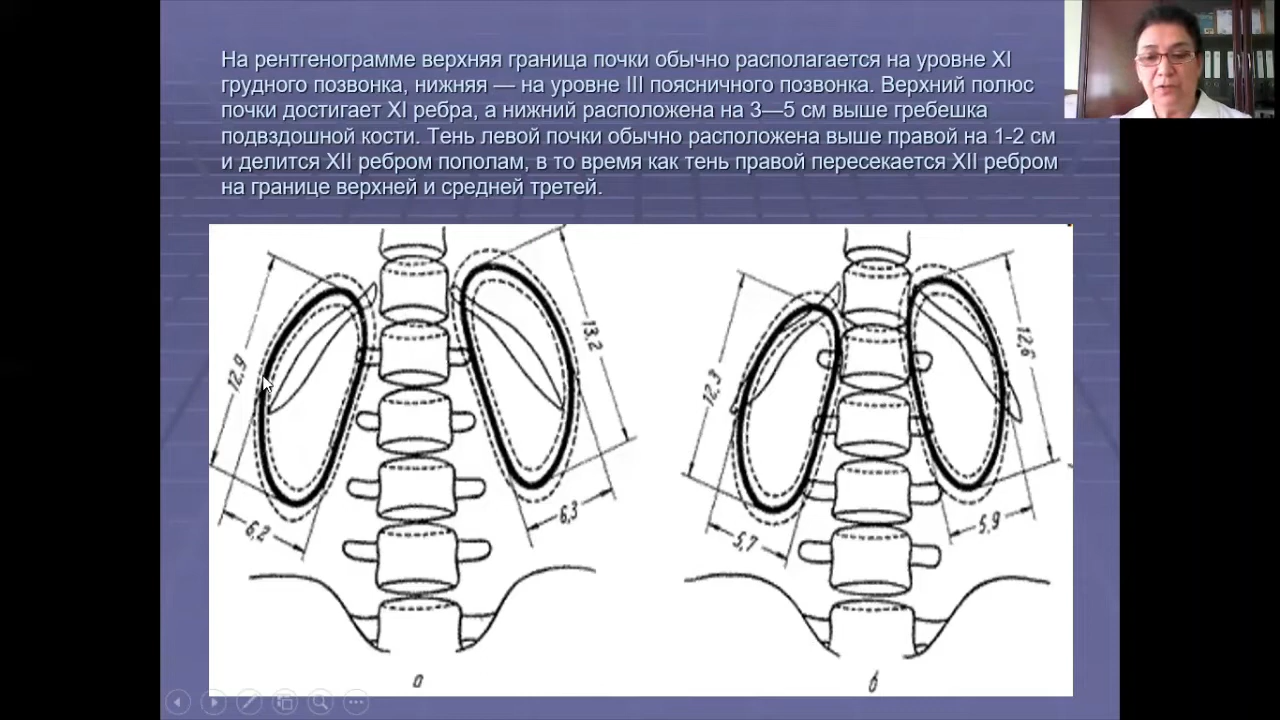 На рентгенограмме верхняя граница почки обычно располагается на уровне XI
грудного позвонка, нижняя — на уровне III поясничного позвонка. Верхний полюс
почки достигает XI ребра, а нижний расположена на 3—5 см выше гребешка
подвздошной кости. Тень левой почки обычно расположена выше правой на 1-2 см
и делится XII ребром пополам, в то время как тень правой пересекается XII ребром
на границе верхней и средней третей.
12,9
13,2
6,2
6,3
а
12,3
12,6
5,7
5,9
б